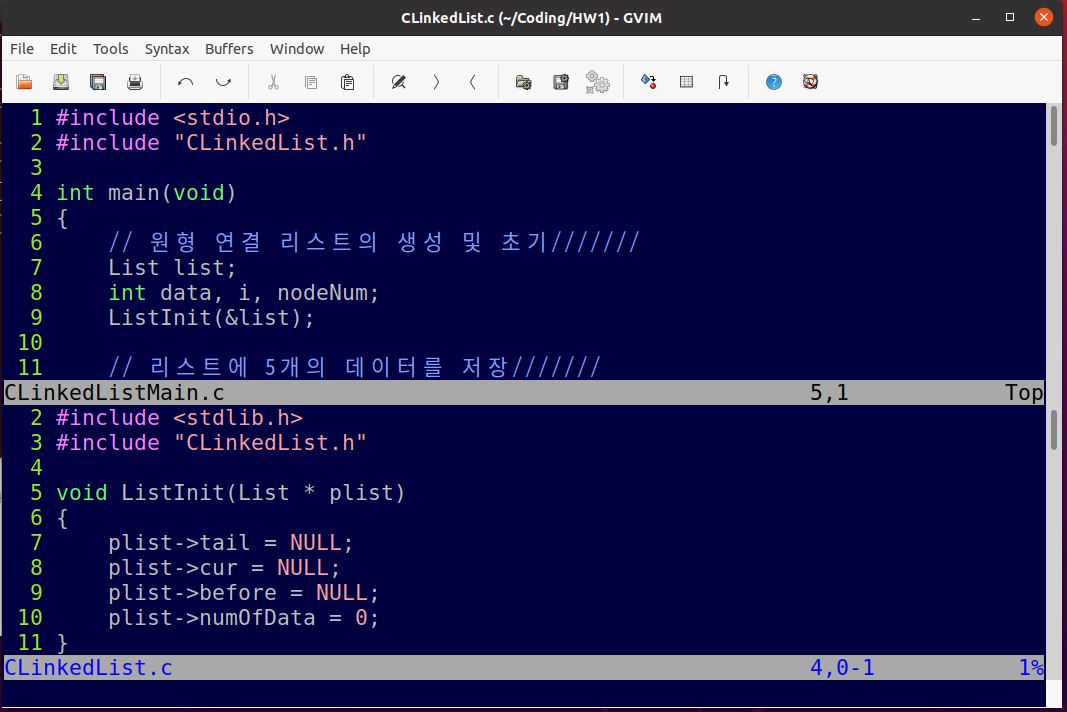 CLinkedList.c (~/Coding/HW1) - GVIM
File Edit Tools Syntax Buffers Window Help
1 #include <stdio.h>
2 #include "CLinkedList.h"
3
4 int main(void)
5 {
6     // 원형 연결 리스트의 생성 및 초기///////
7     List list;
8     int data, i, nodeNum;
9     ListInit(&list);
10
11     // 리스트에 5개의 데이터를 저장///////
CLinkedListMain.c 5,1 Top
2 #include <stdlib.h>
3 #include "CLinkedList.h"
4
5 void ListInit(List * plist)
6 {
7     plist->tail = NULL;
8     plist->cur = NULL;
9     plist->before = NULL;
10     plist->numOfData = 0;
11 }
CLinkedList.c 4,0-1 1%